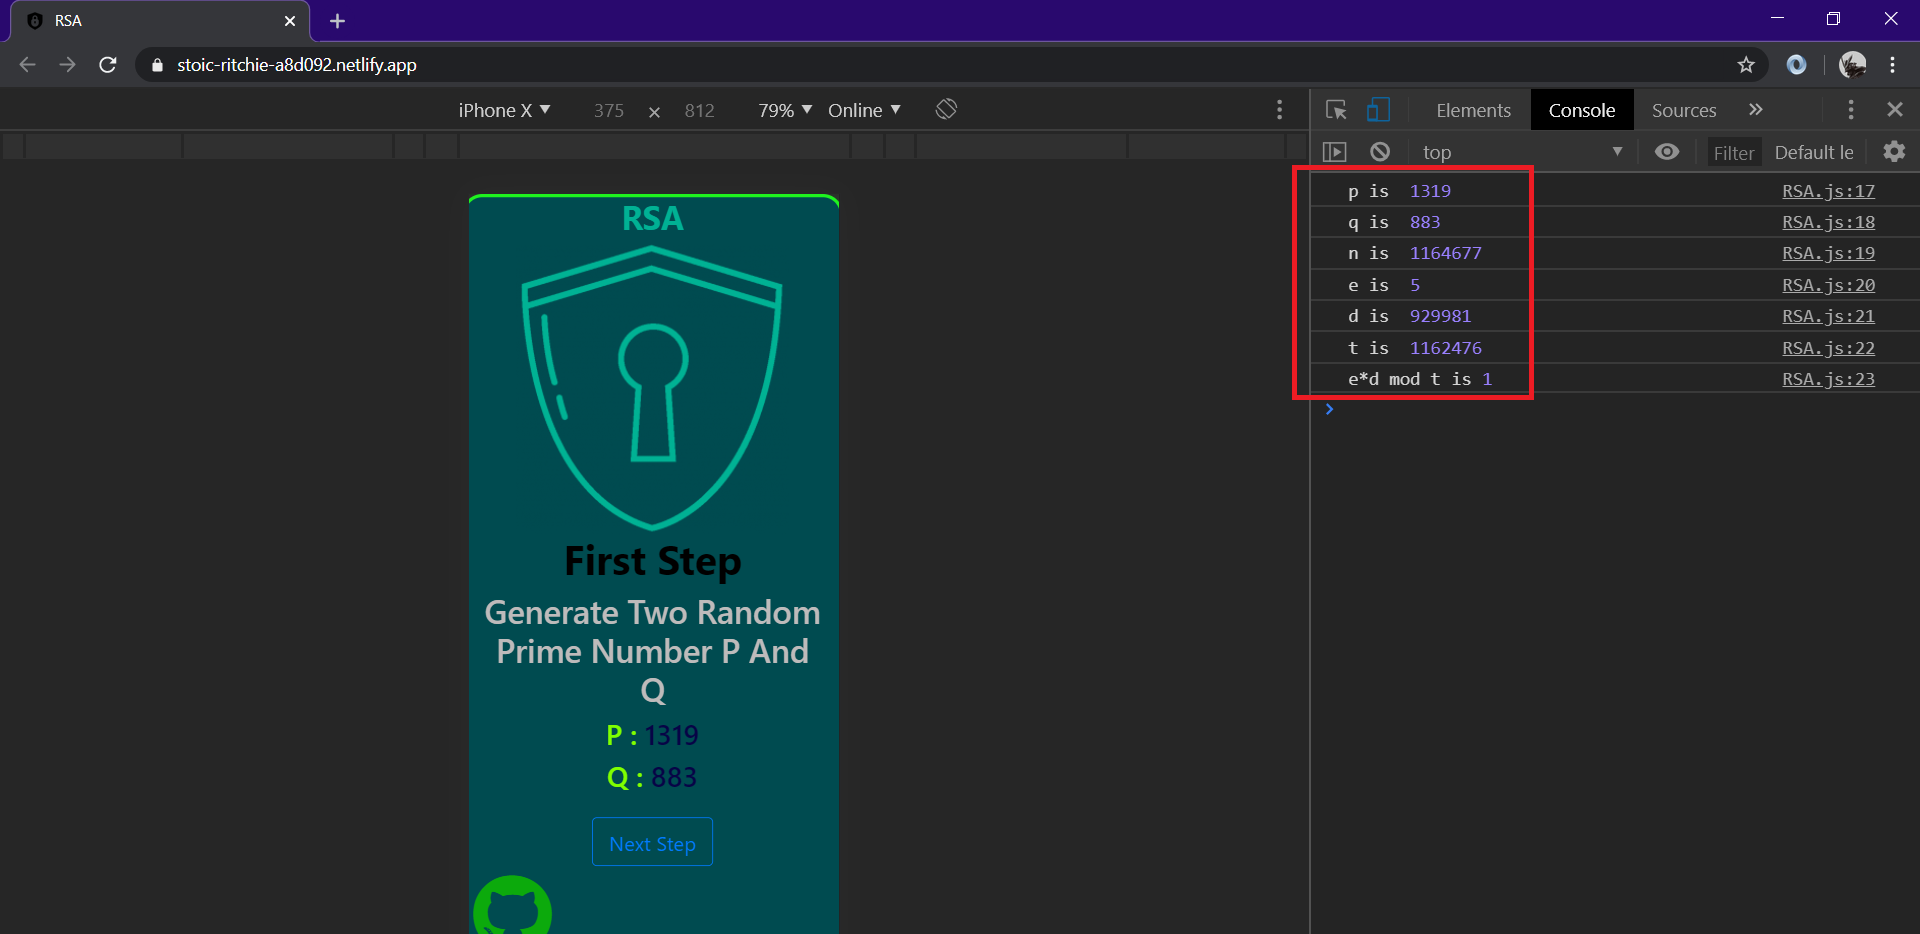 RSA
stoic-ritchie-a8d092.netlify.app
iPhone X 375 x 812 79% Online
Elements Console Sources
top Filter Default le
p is 1319 RSA.js:17
q is 883 RSA.js:18
n is 1164677 RSA.js:19
e is 5 RSA.js:20
d is 929981 RSA.js:21
t is 1162476 RSA.js:22
e*d mod t is 1 RSA.js:23
RSA
First Step
Generate Two Random
Prime Number P And
Q
P : 1319
Q : 883
Next Step